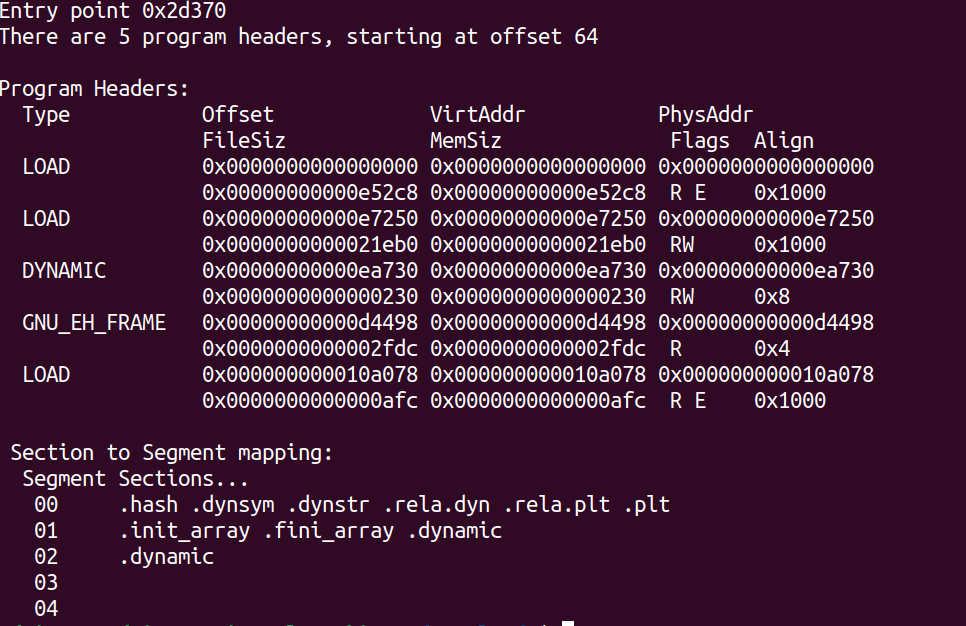 Entry point 0x2d370
There are 5 program headers, starting at offset 64
Program Headers:
Type Offset VirtAddr PhysAddr
FileSiz MemSiz Flags Align
LOAD 0x0000000000000000 0x0000000000000000 0x0000000000000000
0x00000000000e52c8 0x00000000000e52c8 R E 0x1000
LOAD 0x00000000000e7250 0x00000000000e7250 0x00000000000e7250
0x0000000000021eb0 0x0000000000021eb0 RW 0x1000
DYNAMIC 0x00000000000ea730 0x00000000000ea730 0x00000000000ea730
0x0000000000000230 0x0000000000000230 RW 0x8
GNU_EH_FRAME 0x00000000000d4498 0x00000000000d4498 0x00000000000d4498
0x0000000000002fdc 0x0000000000002fdc R 0x4
LOAD 0x000000000010a078 0x000000000010a078 0x000000000010a078
0x0000000000000afc 0x0000000000000afc R E 0x1000
Section to Segment mapping:
Segment Sections...
00 .hash .dynsym .dynstr .rela.dyn .rela.plt .plt
01 .init_array .fini_array .dynamic
02 .dynamic
03
04